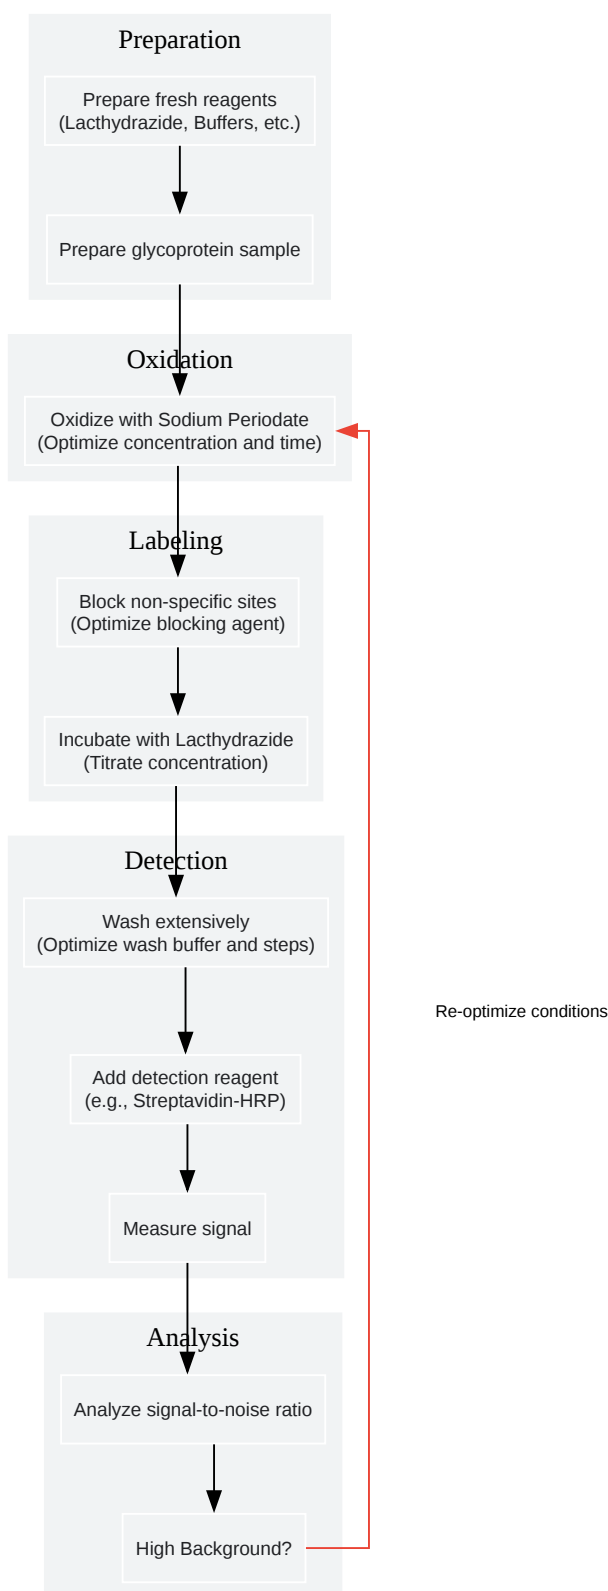 Preparation
Prepare fresh reagents
(Lacthydrazide, Buffers, etc.)
Prepare glycoprotein sample
Oxidation
Oxidize with Sodium Periodate
(Optimize concentration and time)
Labeling
Block non-specific sites
(Optimize blocking agent)
Incubate with Lacthydrazide
(Titrate concentration)
Detection
Wash extensively
(Optimize wash buffer and steps)
Re-optimize conditions
Add detection reagent
(e.g., Streptavidin-HRP)
Measure signal
Analysis
Analyze signal-to-noise ratio
High Background?